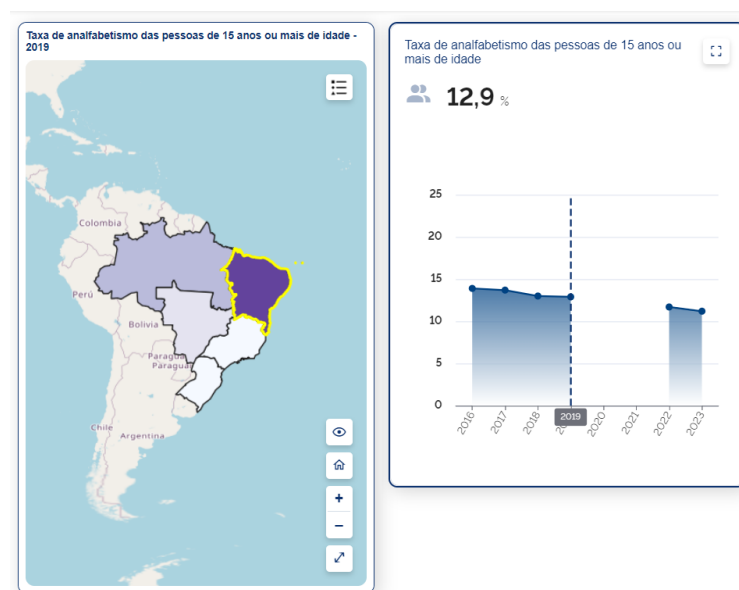 Taxa de analfabetismo das pessoas de 15 anos ou mais de idade -
2019
Colombia
Perú
Bolivia
Paraguay
Chile
Argentina
+
−
Taxa de analfabetismo das pessoas de 15 anos ou
mais de idade
12,9 %
25
20
15
10
5
0
2016
2017
2018
2019
2020
2021
2022
2023